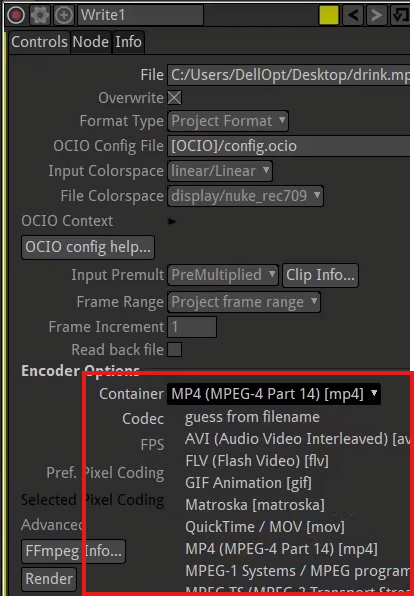 Write1
Controls Node Info
File C:/Users/DellOpt/Desktop/drink.mp
Overwrite
Format Type Project Format
OCIO Config File [OCIO]/config.ocio
Input Colorspace linear/Linear
File Colorspace display/nuke_rec709
OCIO Context
OCIO config help...
Input Premult PreMultiplied Clip Info...
Frame Range Project frame range
Frame Increment 1
Read back file
Encoder Options
Container MP4 (MPEG-4 Part 14) [mp4]
Codec guess from filename
FPS AVI (Audio Video Interleaved) [av
FLV (Flash Video) [flv]
Pref. Pixel Coding GIF Animation [gif]
Selected Pixel Coding Matroska [matroska]
Advanced QuickTime / MOV [mov]
FFmpeg Info... MP4 (MPEG-4 Part 14) [mp4]
Render MPEG-1 Systems / MPEG program
MPEG-TS (MPEG-2 Transport Stre